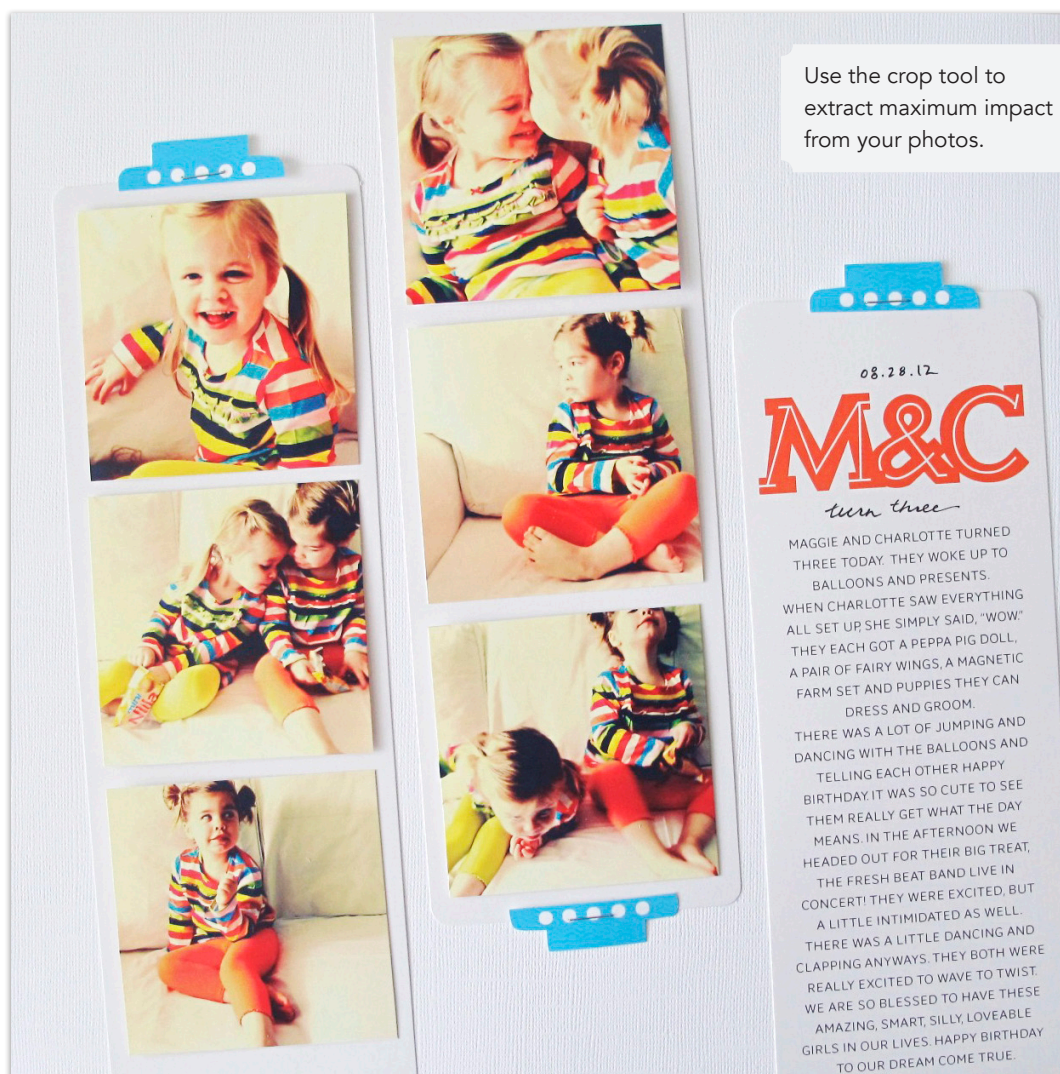 Use the crop tool to
extract maximum impact
from your photos.
08.28.12
M&C
turn three
MAGGIE AND CHARLOTTE TURNED
THREE TODAY. THEY WOKE UP TO
BALLOONS AND PRESENTS.
WHEN CHARLOTTE SAW EVERYTHING
ALL SET UP, SHE SIMPLY SAID, "WOW."
THEY EACH GOT A PEPPA PIG DOLL,
A PAIR OF FAIRY WINGS, A MAGNETIC
FARM SET AND PUPPIES THEY CAN
DRESS AND GROOM.
THERE WAS A LOT OF JUMPING AND
DANCING WITH THE BALLOONS AND
TELLING EACH OTHER HAPPY
BIRTHDAY. IT WAS SO CUTE TO SEE
THEM REALLY GET WHAT THE DAY
MEANS. IN THE AFTERNOON WE
HEADED OUT FOR THEIR BIG TREAT,
THE FRESH BEAT BAND LIVE IN
CONCERT! THEY WERE EXCITED, BUT
A LITTLE INTIMIDATED AS WELL.
THERE WAS A LITTLE DANCING AND
CLAPPING ANYWAYS. THEY BOTH WERE
REALLY EXCITED TO WAVE TO TWIST.
WE ARE SO BLESSED TO HAVE THESE
AMAZING, SMART, SILLY, LOVEABLE
GIRLS IN OUR LIVES. HAPPY BIRTHDAY
TO OUR DREAM COME TRUE.
mini
Nilla